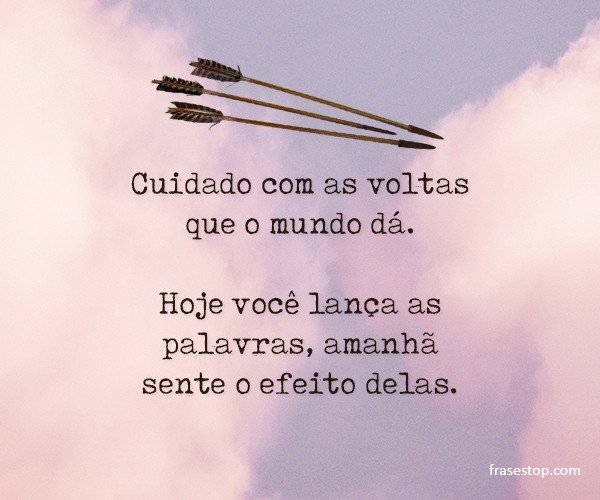 Cuidado com as voltas
que o mundo dá.
Hoje você lança as
palavras, amanhã
sente o efeito delas.
frasestop.com